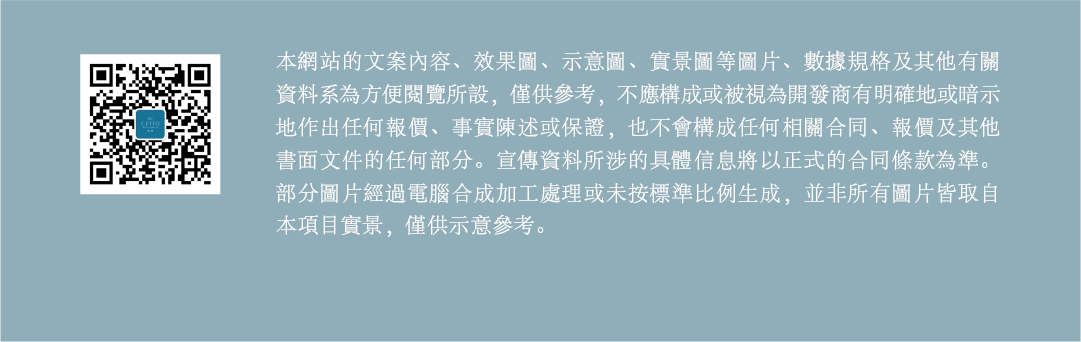 本網站的文案內容、效果圖、示意圖、實景圖等圖片、數據規格及其他有關
資料系為方便閱覽所設，僅供參考，不應構成或被視為開發商有明確地或暗示
地作出任何報價、事實陳述或保證，也不會構成任何相關合同、報價及其他
書面文件的任何部分。宣傳資料所涉的具體信息將以正式的合同條款為準。
部分圖片經過電腦合成加工處理或未按標準比例生成，並非所有圖片皆取自
本項目實景，僅供示意參考。